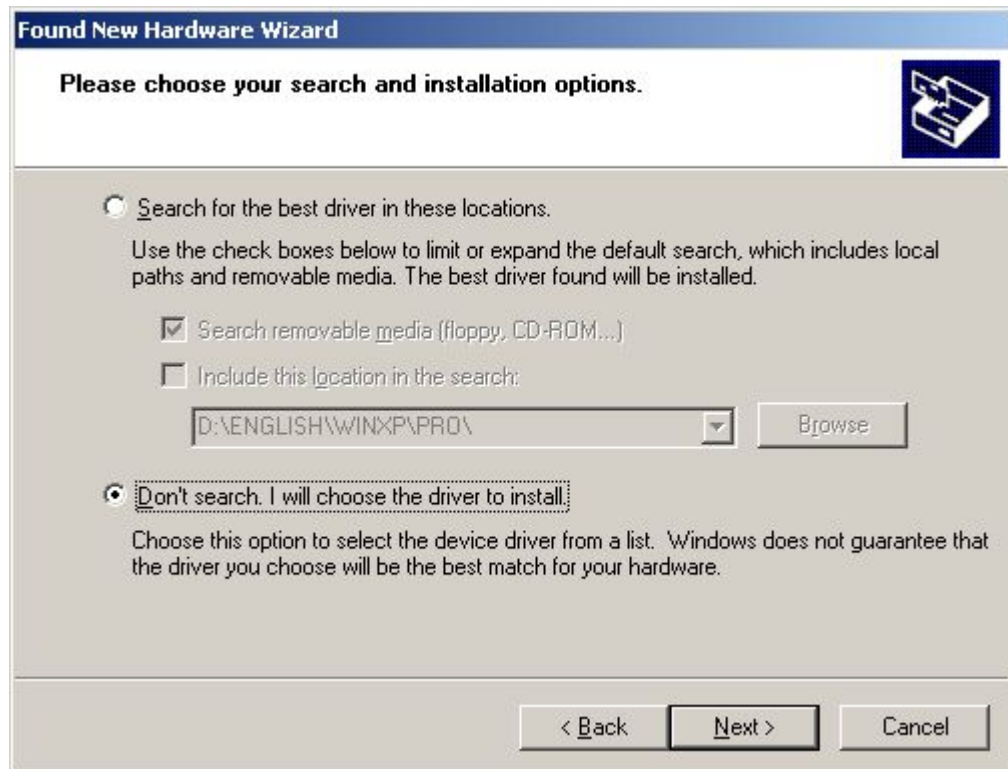 Found New Hardware Wizard
Please choose your search and installation options.
Search for the best driver in these locations.
Use the check boxes below to limit or expand the default search, which includes local
paths and removable media. The best driver found will be installed.
Search removable media (floppy, CD-ROM...)
Include this location in the search:
D:\ENGLISH\WINXP\PRO\
Browse
Don't search. I will choose the driver to install.
Choose this option to select the device driver from a list.  Windows does not guarantee that
the driver you choose will be the best match for your hardware.
< Back
Next >
Cancel